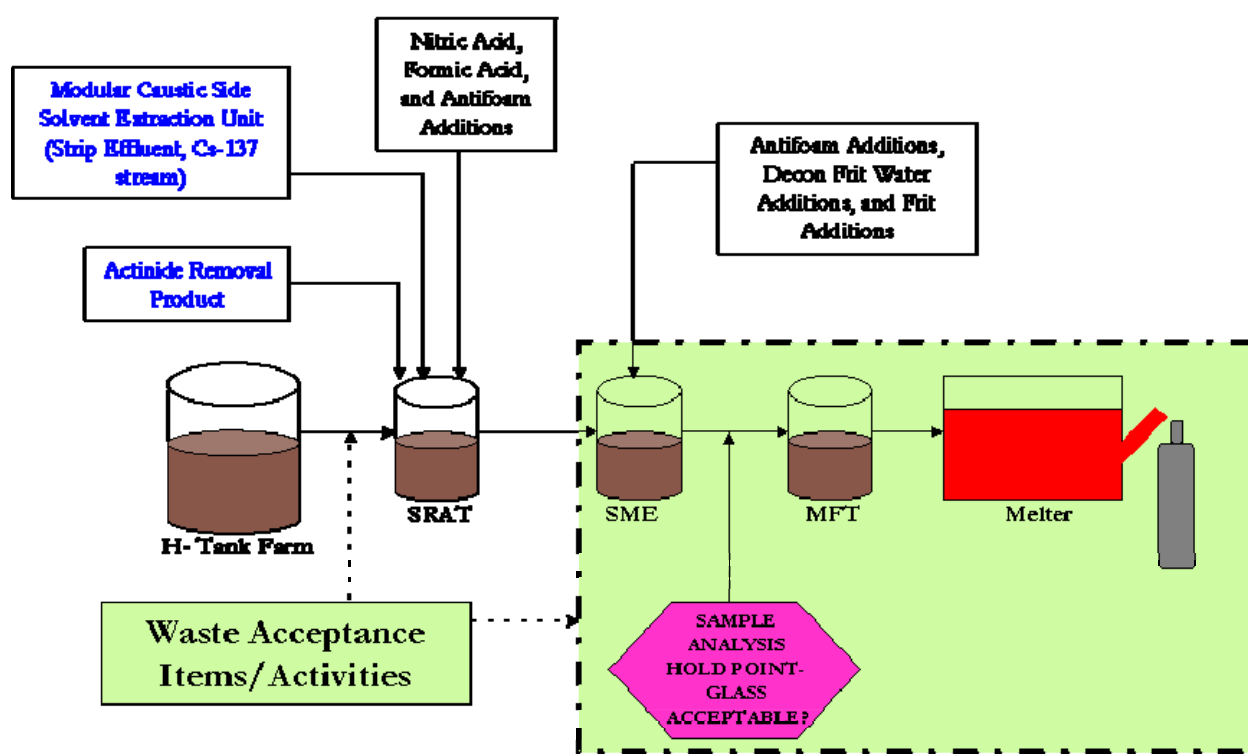 Nitric Acid,
Formic Acid,
and Antifoam
Additions
Modular Caustic Side
Solvent Extraction Unit
(Strip Effluent, Cs-137
stream)
Antifoam Additions,
Decon Frit Water
Additions, and Frit
Additions
Actinide Removal
Product
SRAT
SME
MFT
Melter
H- Tank Farm
Waste Acceptance
Items/Activities
SAMPLE
ANALYSIS
HOLD POINT-
GLASS
ACCEPTABLE?